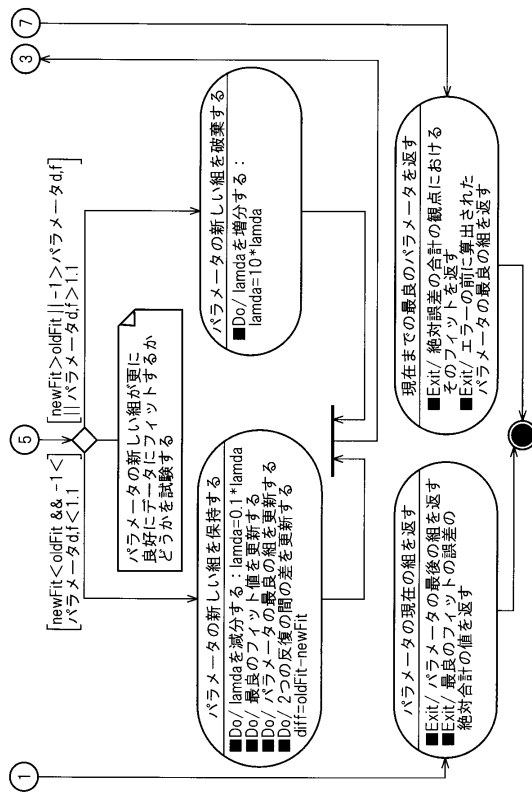 1
5
3
7
[newFit<oldFit && -1<
パラメータd,f<1.1]
[newFit>oldFit || -1>パラメータd,f
|| パラメータd,f>1.1]
パラメータの新しい組が更に
良好にデータにフィットするか
どうかを試験する
パラメータの新しい組を保持する
■Do/ lamdaを減分する:lamda=0.1*lamda
■Do/ 最良のフィット値を更新する
■Do/ パラメータの最良の組を更新する
■Do/ 2つの反復の間の差を更新する
diff=oldFit-newFit
パラメータの新しい組を破棄する
■Do/ lamdaを増分する:
lamda=10*lamda
パラメータの現在の組を返す
■Exit/ パラメータの最後の組を返す
■Exit/ 最良のフィットの誤差の
絶対合計の値を返す
現在までの最良のパラメータを返す
■Exit/ 絶対誤差の合計の観点における
そのフィットを返す
■Exit/ エラーの前に算出された
パラメータの最良の組を返す